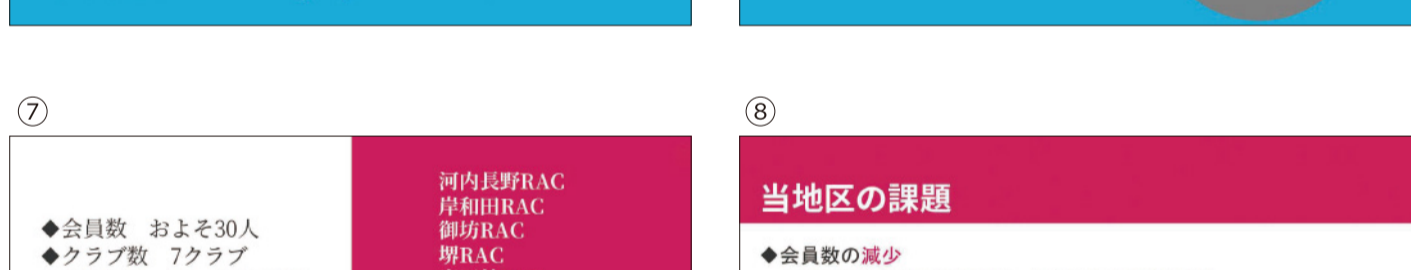 ⑦
◆会員数　およそ30人
◆クラブ数　7クラブ
河内長野RAC
岸和田RAC
御坊RAC
堺RAC
⑧
当地区の課題
◆会員数の減少